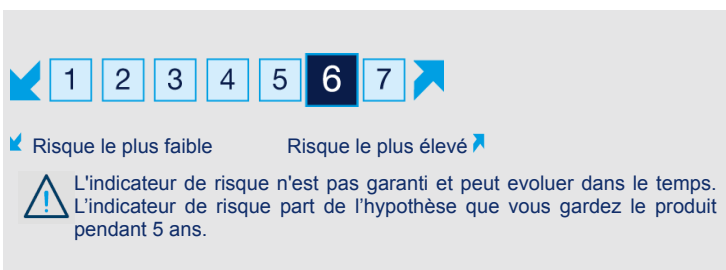 1 2 3 4 5 6 7
Risque le plus faible Risque le plus élevé
L'indicateur de risque n'est pas garanti et peut evoluer dans le temps.
L’indicateur de risque part de l’hypothèse que vous gardez le produit
pendant 5 ans.